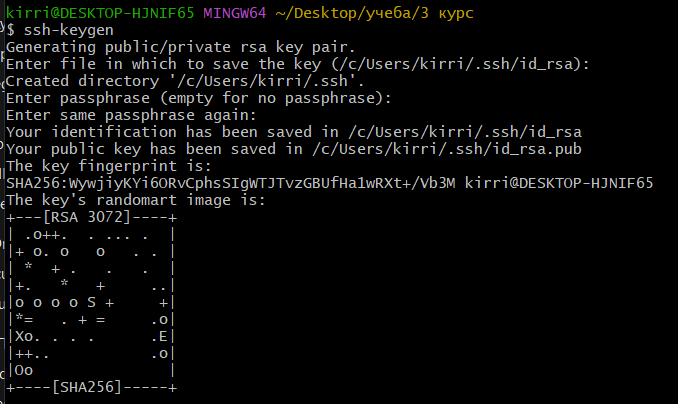 kirri@DESKTOP-HJNIF65 MINGW64 ~/Desktop/учеба/3 курс
$ ssh-keygen
Generating public/private rsa key pair.
Enter file in which to save the key (/c/Users/kirri/.ssh/id_rsa):
Created directory '/c/Users/kirri/.ssh'.
Enter passphrase (empty for no passphrase):
Enter same passphrase again:
Your identification has been saved in /c/Users/kirri/.ssh/id_rsa
Your public key has been saved in /c/Users/kirri/.ssh/id_rsa.pub
The key fingerprint is:
SHA256:WywjiyKYi6ORvCphsSIgWTJTvzGBUfHa1wRXt+/Vb3M kirri@DESKTOP-HJNIF65
The key's randomart image is:
+---[RSA 3072]----+
| .o++.  . ... .  |
|+ o. o   o   . . |
| *  + .   .   .  |
|+.   *   +     ..|
|o o o o S +     +|
|*=   . + =     .o|
|Xo. . . .      .E|
|++..           .o|
|Oo               |
+----[SHA256]-----+